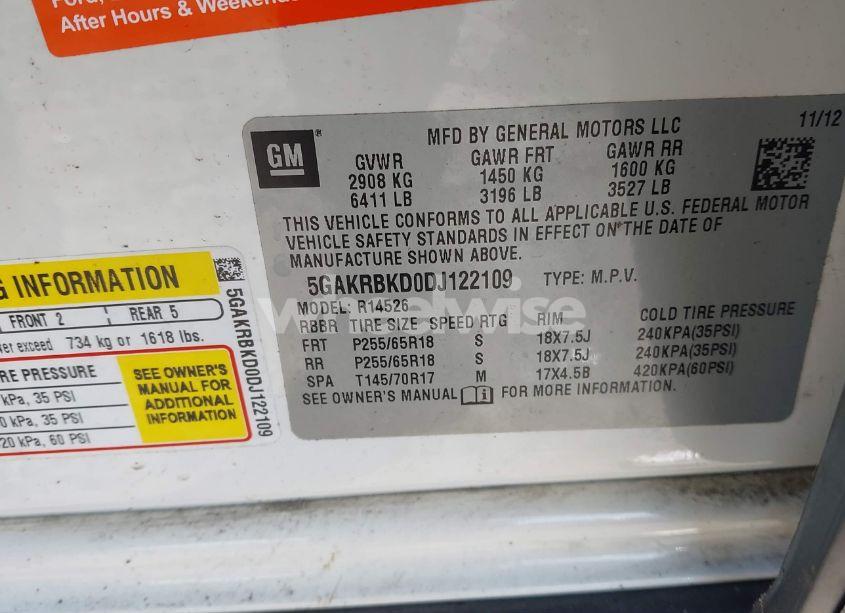 After Hours & Weekends
GM
MFD BY GENERAL MOTORS LLC
11/12
GVWR GAWR FRT GAWR RR
2908 KG 1450 KG 1600 KG
6411 LB 3196 LB 3527 LB
THIS VEHICLE CONFORMS TO ALL APPLICABLE U.S. FEDERAL MOTOR
VEHICLE SAFETY STANDARDS IN EFFECT ON THE DATE OF
MANUFACTURE SHOWN ABOVE.
5GAKRBKD0DJ122109 TYPE: M.P.V.
MODEL: R14526
RBBR TIRE SIZE SPEED RTG RIM COLD TIRE PRESSURE
FRT P255/65R18 S 18X7.5J 240KPA(35PSI)
RR P255/65R18 S 18X7.5J 240KPA(35PSI)
SPA T145/70R17 M 17X4.5B 420KPA(60PSI)
SEE OWNER'S MANUAL i FOR MORE INFORMATION.
G INFORMATION
FRONT 2 REAR 5
ver exceed 734 kg or 1618 lbs.
RE PRESSURE
kPa, 35 PSI
0 kPa, 35 PSI
20 kPa, 60 PSI
SEE OWNER'S
MANUAL FOR
ADDITIONAL
INFORMATION
5GAKRBKD0DJ122109
wheelwise